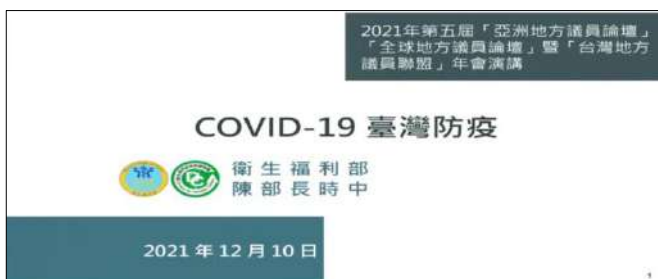 2021年第五屆「亞洲地方議員論壇」
「全球地方議員論壇」暨「台灣地方
議員聯盟」年會演講
COVID-19 臺灣防疫
衛生福利部
陳部長時中
2021 年 12 月 10 日
1